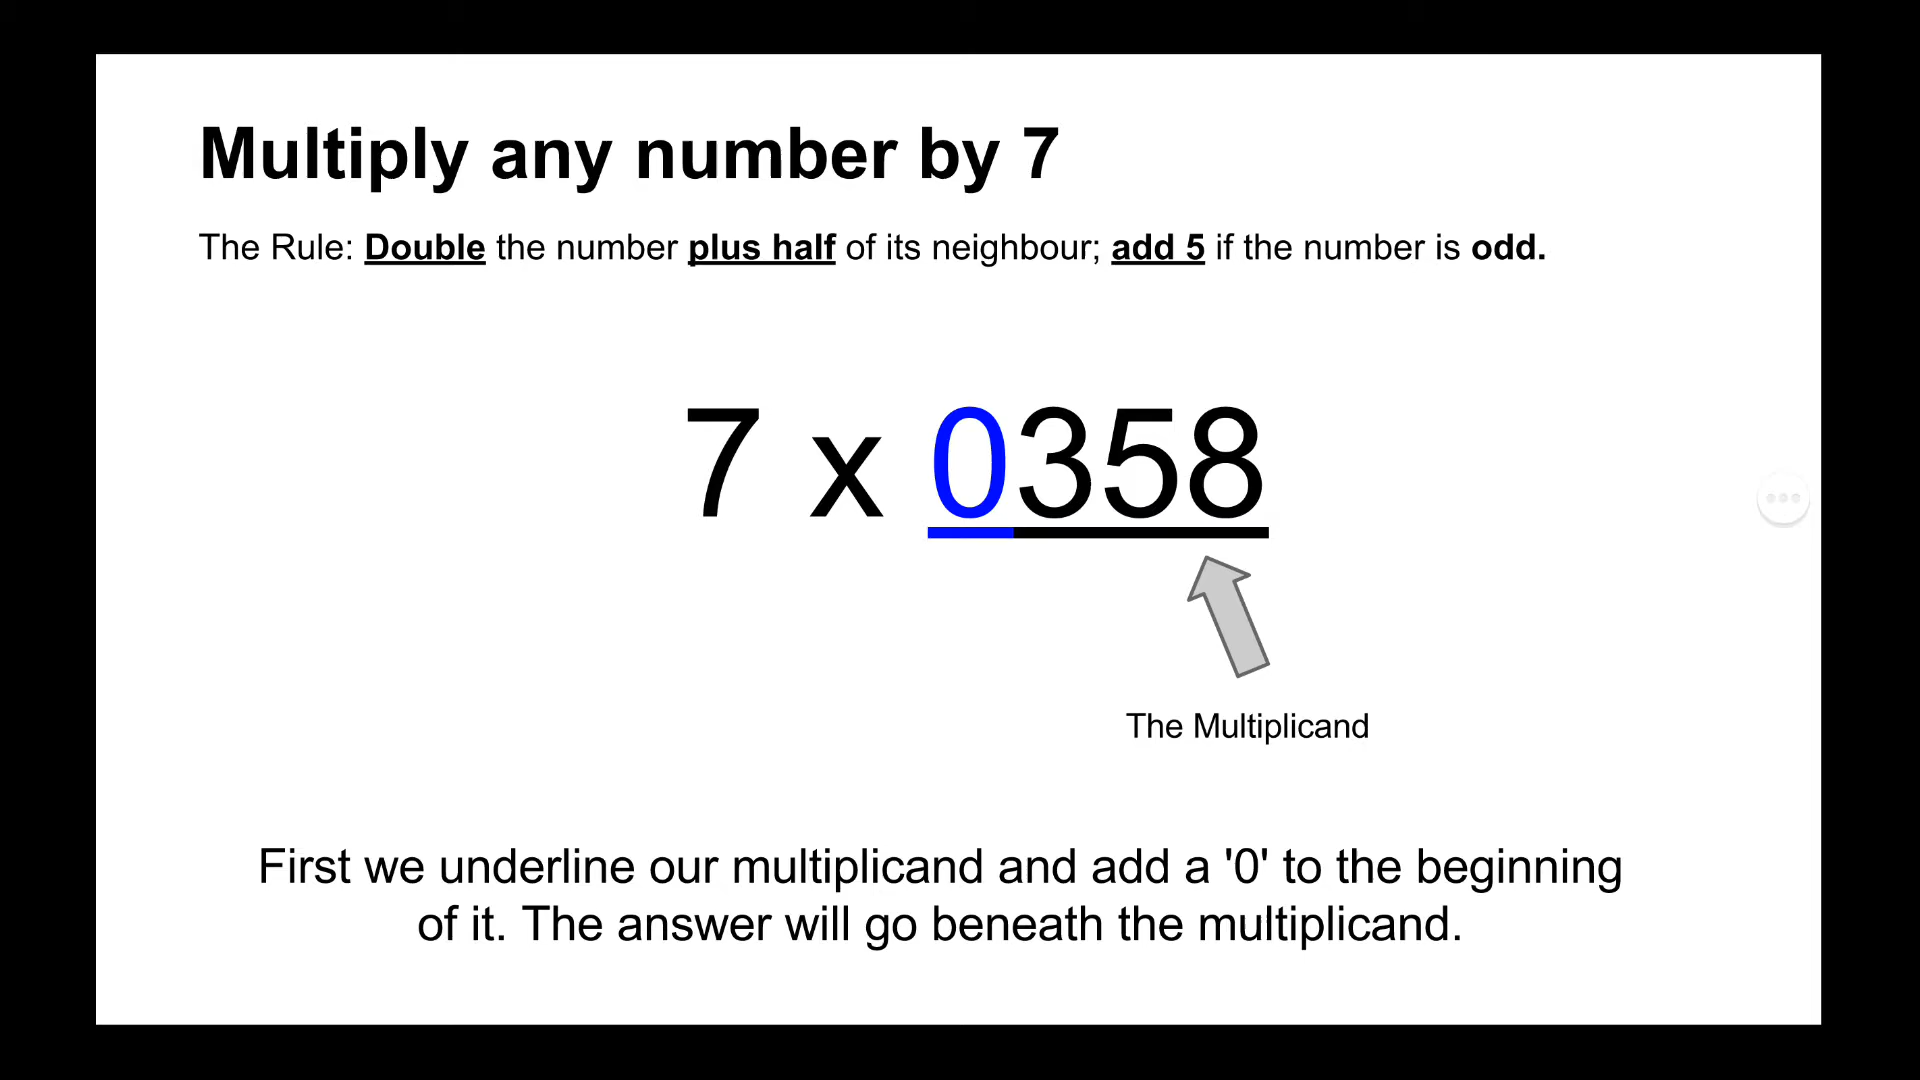 Multiply any number by 7
The Rule: Double the number plus half of its neighbour; add 5 if the number is odd.
7 x 0358
The Multiplicand
First we underline our multiplicand and add a '0' to the beginning
of it. The answer will go beneath the multiplicand.